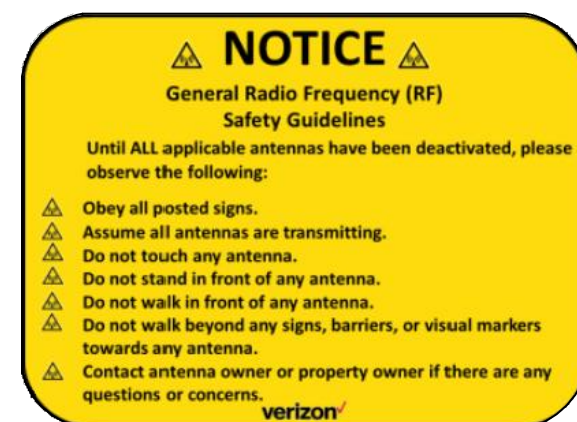 NOTICE
General Radio Frequency (RF)
Safety Guidelines
Until ALL applicable antennas have been deactivated, please
observe the following:
Obey all posted signs.
Assume all antennas are transmitting.
Do not touch any antenna.
Do not stand in front of any antenna.
Do not walk in front of any antenna.
Do not walk beyond any signs, barriers, or visual markers
towards any antenna.
Contact antenna owner or property owner if there are any
questions or concerns.
verizon